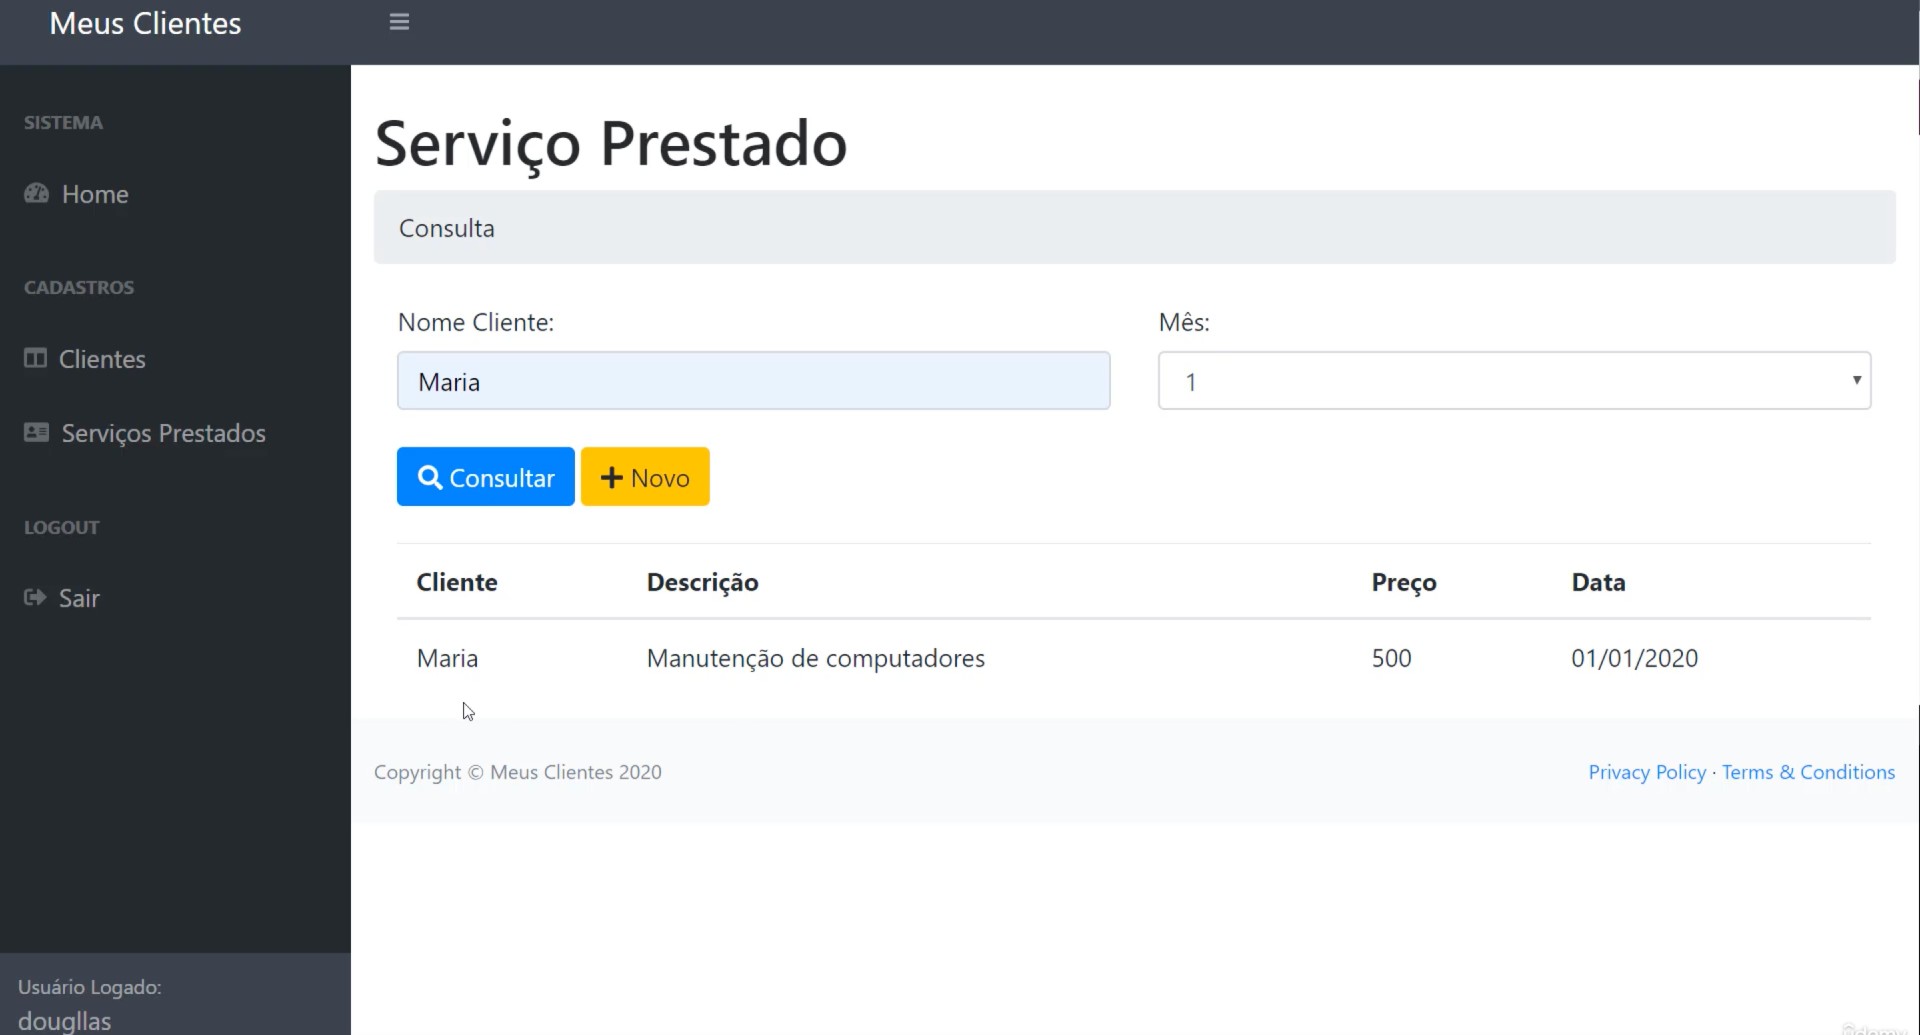 Meus Clientes
SISTEMA
Home
CADASTROS
Clientes
Serviços Prestados
LOGOUT
Sair
Usuário Logado:
dougllas
Serviço Prestado
Consulta
Nome Cliente: Mês:
Maria 1
Consultar Novo
Cliente Descrição Preço Data
Maria Manutenção de computadores 500 01/01/2020
Copyright © Meus Clientes 2020 Privacy Policy · Terms & Conditions